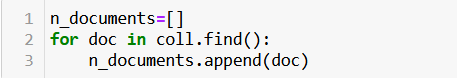 1 n_documents=[]
2 for doc in coll.find():
3     n_documents.append(doc)